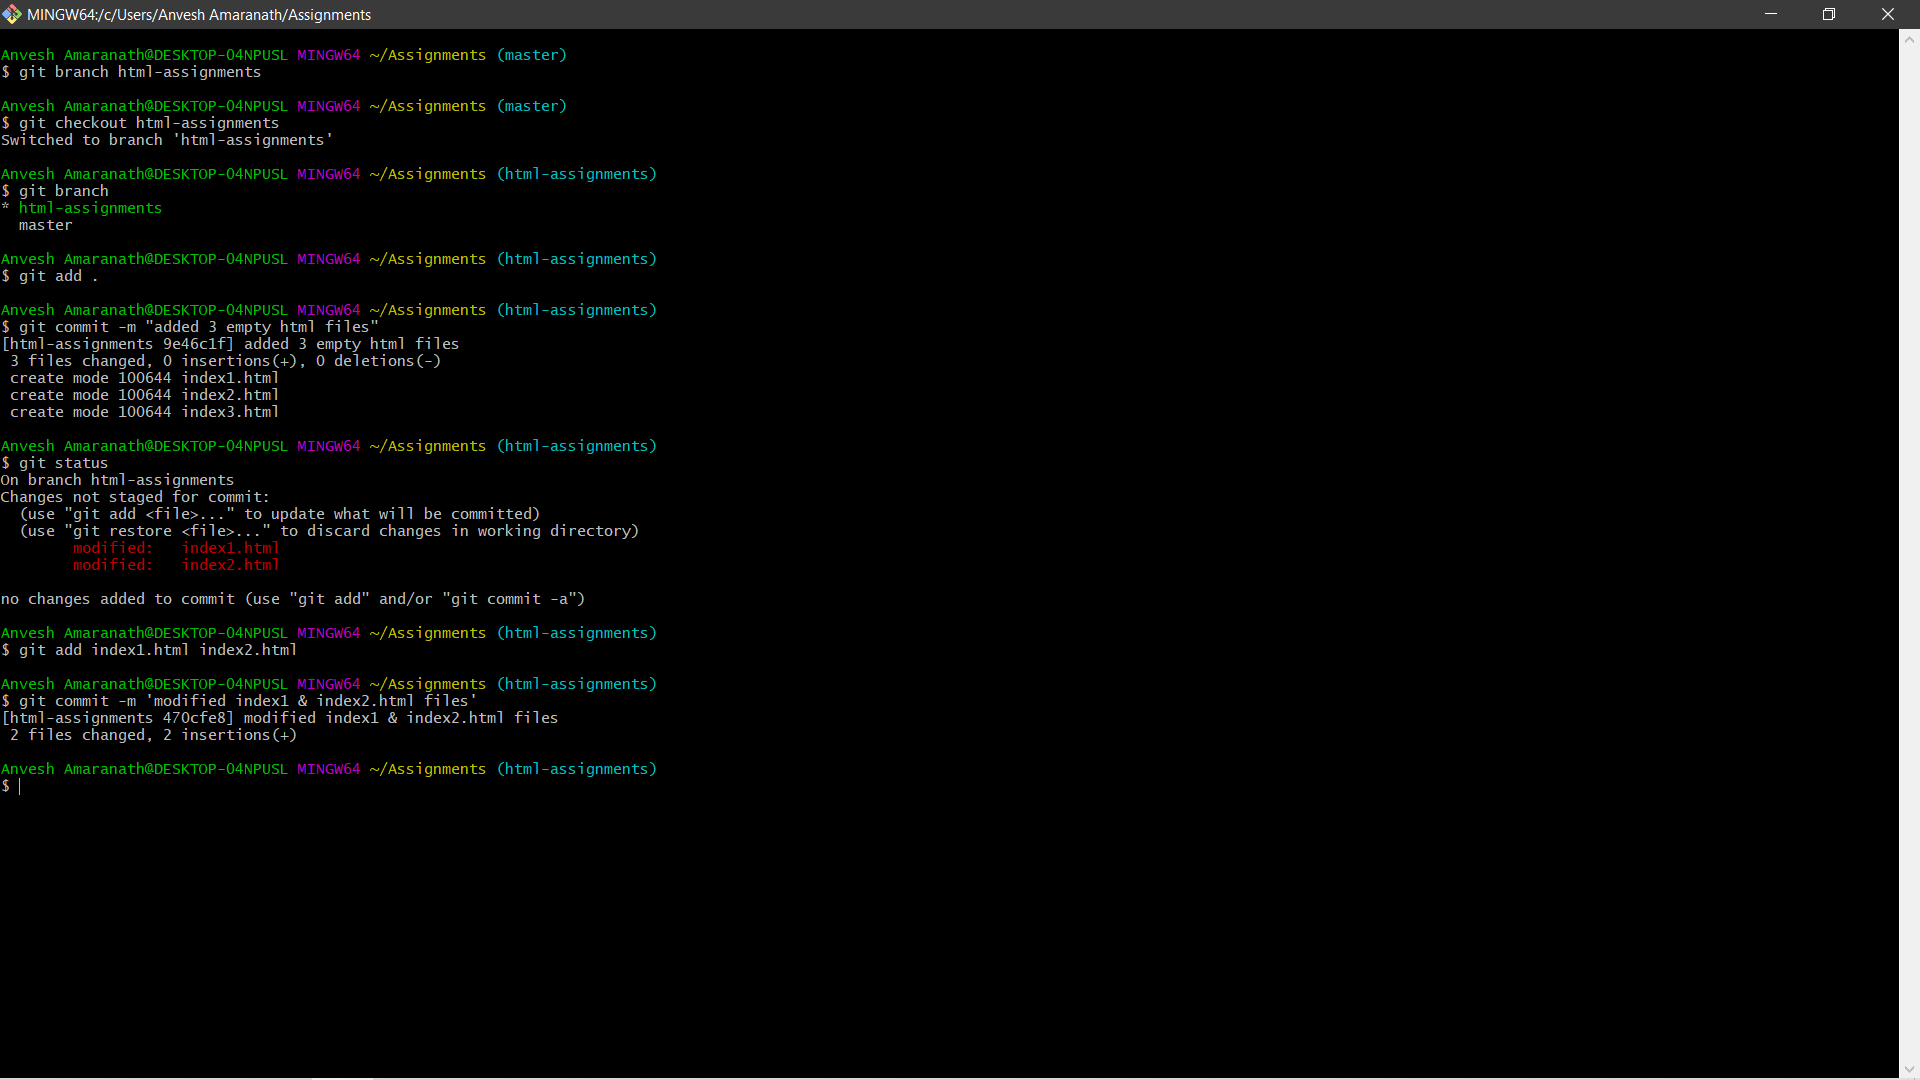 MINGW64:/c/Users/Anvesh Amaranath/Assignments
Anvesh Amaranath@DESKTOP-O4NPUSL MINGW64 ~/Assignments (master)
$ git branch html-assignments
Anvesh Amaranath@DESKTOP-O4NPUSL MINGW64 ~/Assignments (master)
$ git checkout html-assignments
Switched to branch 'html-assignments'
Anvesh Amaranath@DESKTOP-O4NPUSL MINGW64 ~/Assignments (html-assignments)
$ git branch
* html-assignments
  master
Anvesh Amaranath@DESKTOP-O4NPUSL MINGW64 ~/Assignments (html-assignments)
$ git add .
Anvesh Amaranath@DESKTOP-O4NPUSL MINGW64 ~/Assignments (html-assignments)
$ git commit -m "added 3 empty html files"
[html-assignments 9e46c1f] added 3 empty html files
 3 files changed, 0 insertions(+), 0 deletions(-)
 create mode 100644 index1.html
 create mode 100644 index2.html
 create mode 100644 index3.html
Anvesh Amaranath@DESKTOP-O4NPUSL MINGW64 ~/Assignments (html-assignments)
$ git status
On branch html-assignments
Changes not staged for commit:
  (use "git add <file>..." to update what will be committed)
  (use "git restore <file>..." to discard changes in working directory)
        modified:   index1.html
        modified:   index2.html
no changes added to commit (use "git add" and/or "git commit -a")
Anvesh Amaranath@DESKTOP-O4NPUSL MINGW64 ~/Assignments (html-assignments)
$ git add index1.html index2.html
Anvesh Amaranath@DESKTOP-O4NPUSL MINGW64 ~/Assignments (html-assignments)
$ git commit -m 'modified index1 & index2.html files'
[html-assignments 470cfe8] modified index1 & index2.html files
 2 files changed, 2 insertions(+)
Anvesh Amaranath@DESKTOP-O4NPUSL MINGW64 ~/Assignments (html-assignments)
$